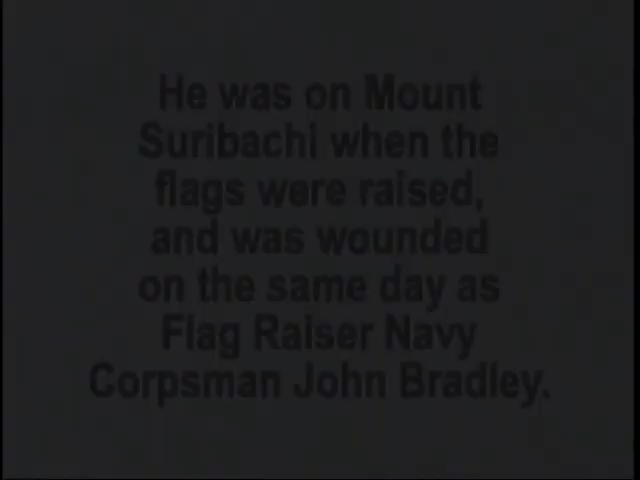 He was on Mount
Suribachi when the
flags were raised,
and was wounded
on the same day as
Flag Raiser Navy
Corpsman John Bradley.